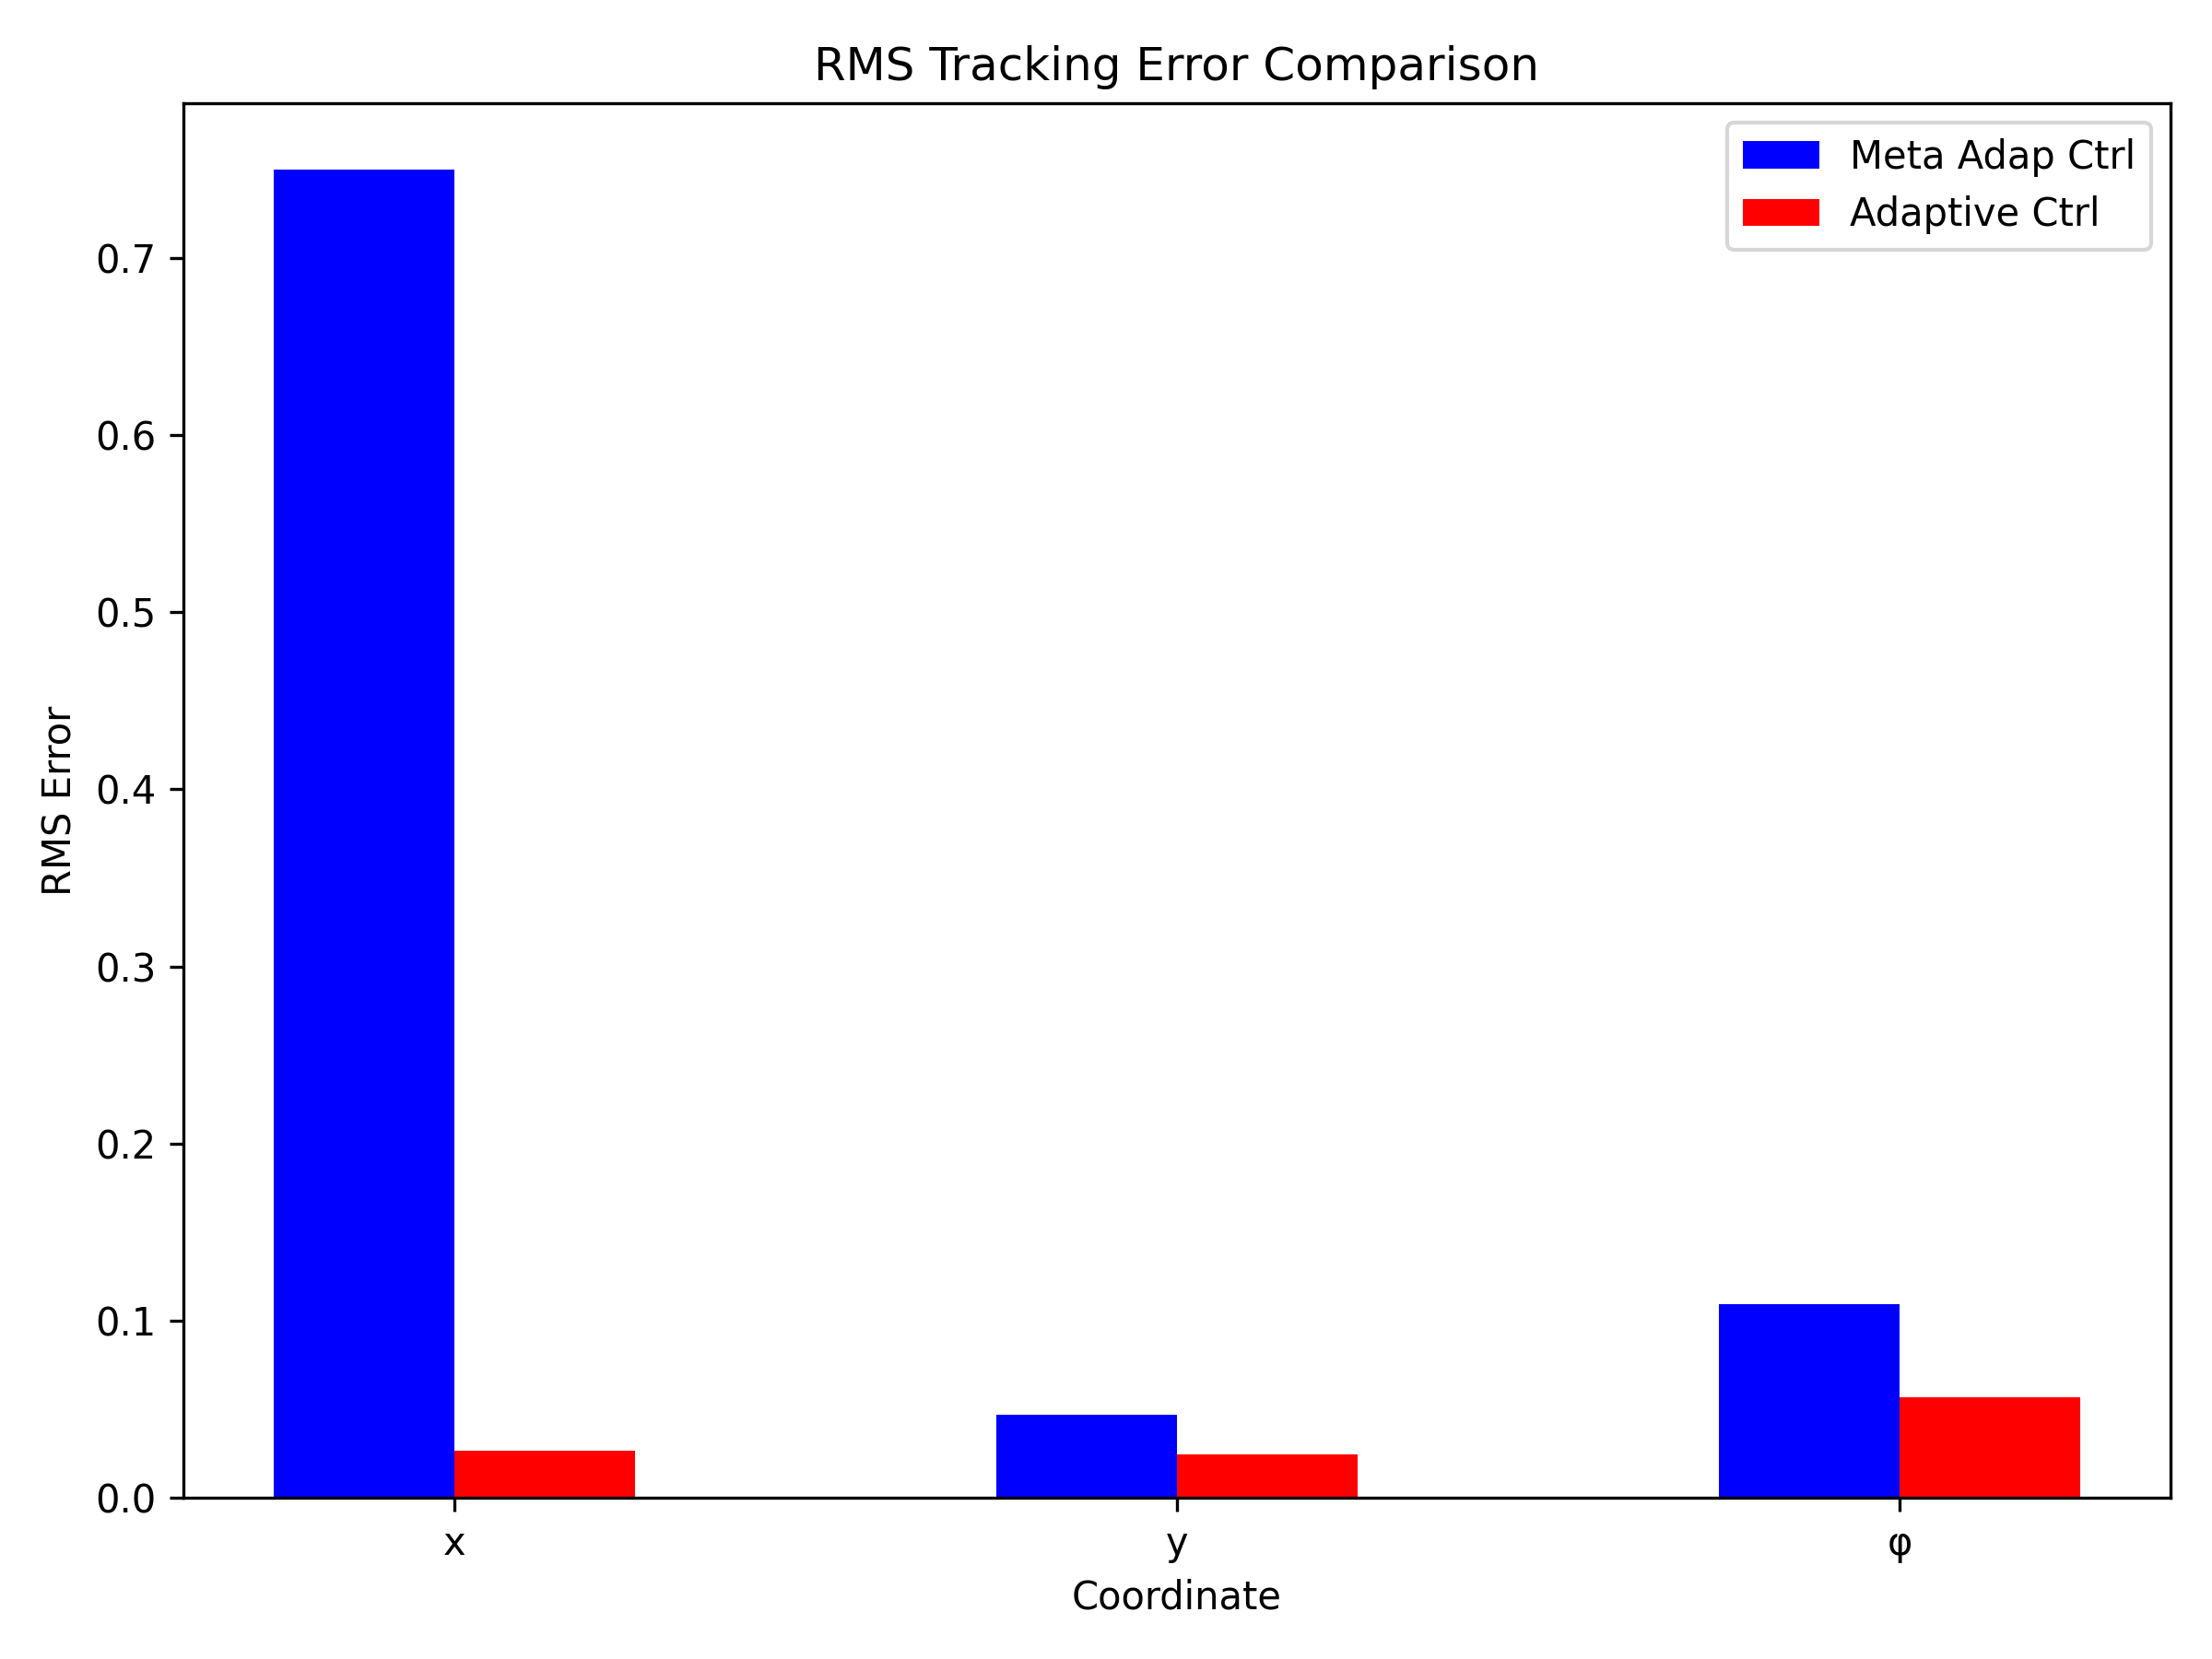 RMS Tracking Error Comparison
Meta Adap Ctrl
Adaptive Ctrl
RMS Error
0.7
0.6
0.5
0.4
0.3
0.2
0.1
0.0
x
y
φ
Coordinate